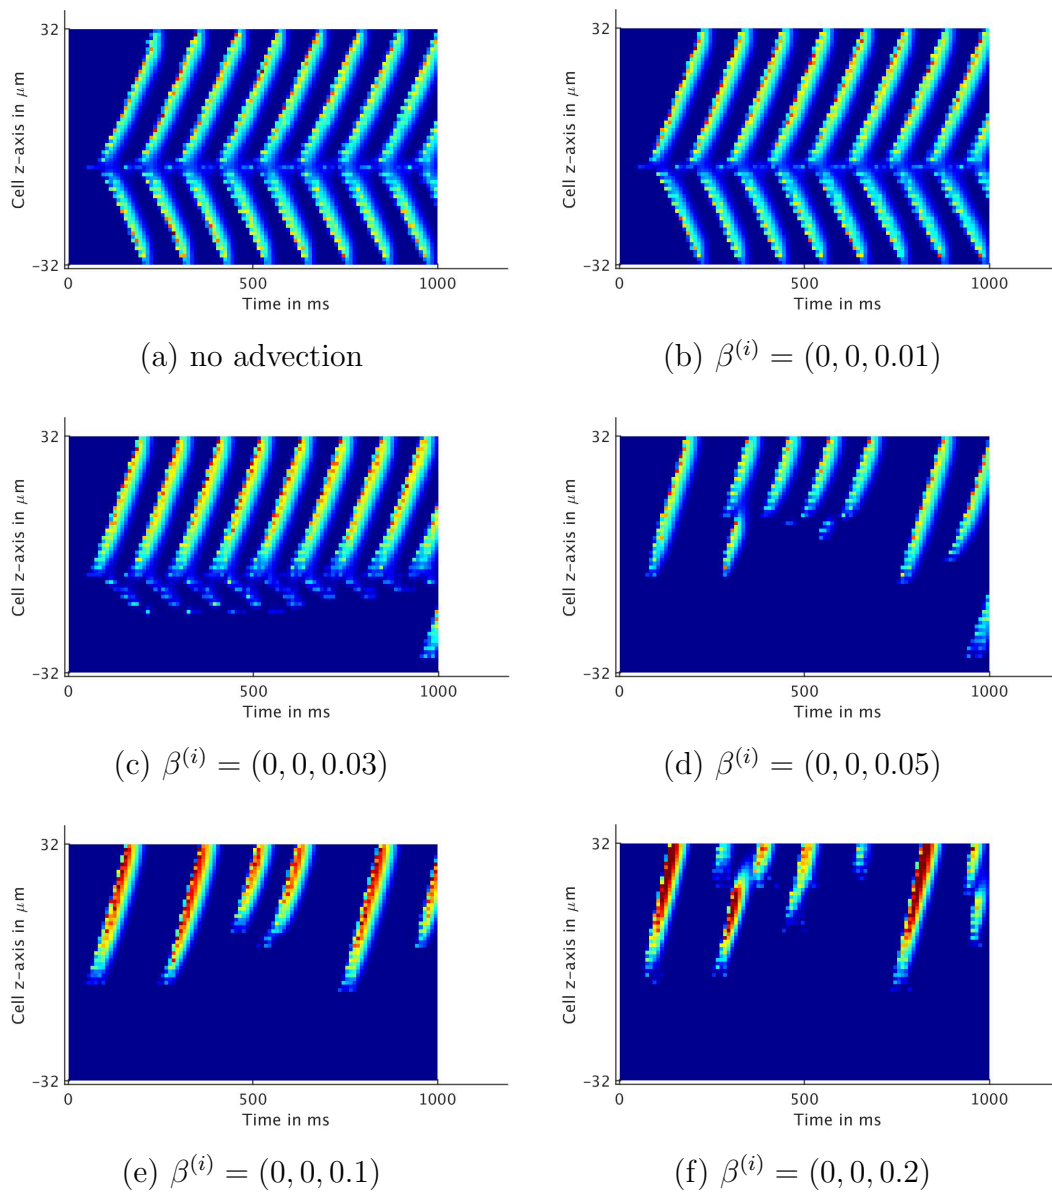 32
32
Cell z-axis in μm
Cell z-axis in μm
-32
-32
0
500
1000
0
500
1000
Time in ms
Time in ms
(a) no advection
(b) β^(i) = (0, 0, 0.01)
32
32
Cell z-axis in μm
Cell z-axis in μm
-32
-32
0
500
1000
0
500
1000
Time in ms
Time in ms
(c) β^(i) = (0, 0, 0.03)
(d) β^(i) = (0, 0, 0.05)
32
32
Cell z-axis in μm
Cell z-axis in μm
-32
-32
0
500
1000
0
500
1000
Time in ms
Time in ms
(e) β^(i) = (0, 0, 0.1)
(f) β^(i) = (0, 0, 0.2)